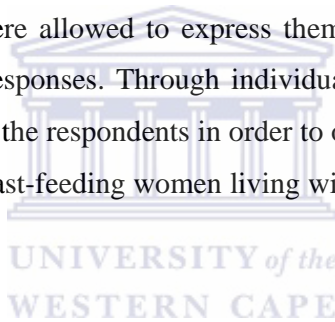 ere allowed to express them
esponses. Through individua
the respondents in order to
ast-feeding women living wi
UNIVERSITY of the
WESTERN CAPE